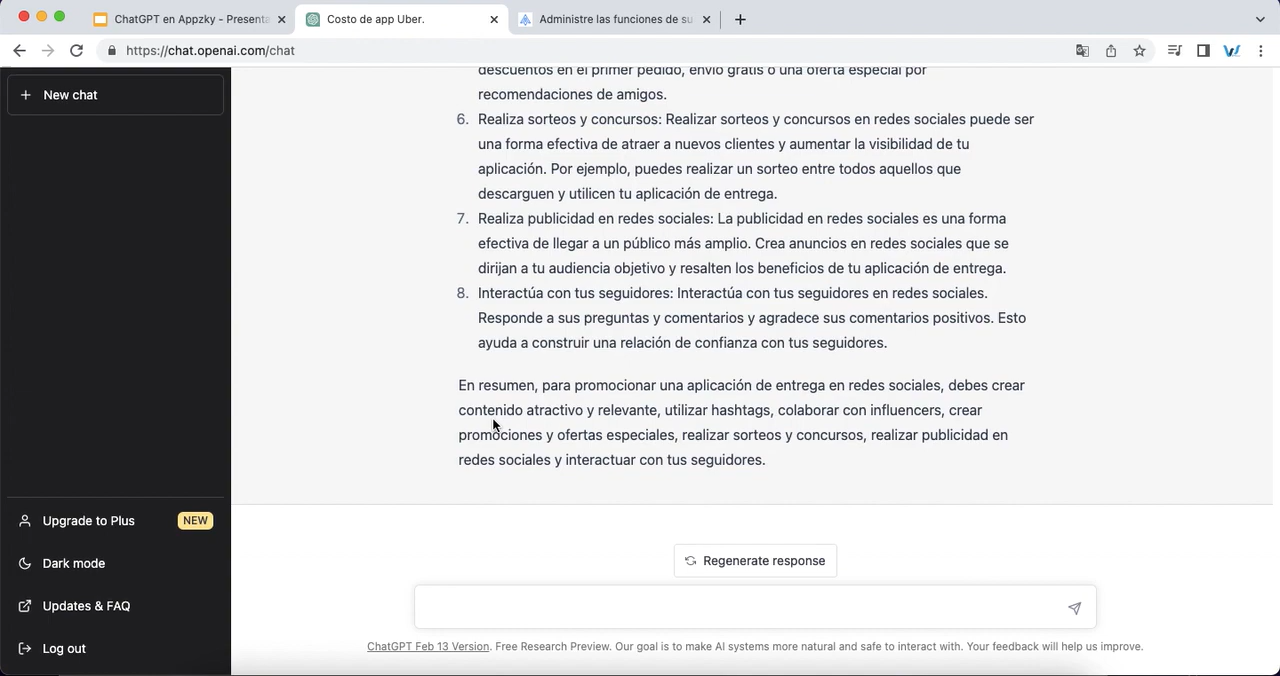 ChatGPT en Appzky - Presenta
Costo de app Uber.
Administre las funciones de su
https://chat.openai.com/chat
New chat
descuentos en el primer pedido, envío gratis o una oferta especial por
recomendaciones de amigos.
6. Realiza sorteos y concursos: Realizar sorteos y concursos en redes sociales puede ser
una forma efectiva de atraer a nuevos clientes y aumentar la visibilidad de tu
aplicación. Por ejemplo, puedes realizar un sorteo entre todos aquellos que
descarguen y utilicen tu aplicación de entrega.
7. Realiza publicidad en redes sociales: La publicidad en redes sociales es una forma
efectiva de llegar a un público más amplio. Crea anuncios en redes sociales que se
dirijan a tu audiencia objetivo y resalten los beneficios de tu aplicación de entrega.
8. Interactúa con tus seguidores: Interactúa con tus seguidores en redes sociales.
Responde a sus preguntas y comentarios y agradece sus comentarios positivos. Esto
ayuda a construir una relación de confianza con tus seguidores.
En resumen, para promocionar una aplicación de entrega en redes sociales, debes crear
contenido atractivo y relevante, utilizar hashtags, colaborar con influencers, crear
promociones y ofertas especiales, realizar sorteos y concursos, realizar publicidad en
redes sociales y interactuar con tus seguidores.
Upgrade to Plus NEW
Dark mode
Updates & FAQ
Log out
Regenerate response
ChatGPT Feb 13 Version. Free Research Preview. Our goal is to make AI systems more natural and safe to interact with. Your feedback will help us improve.